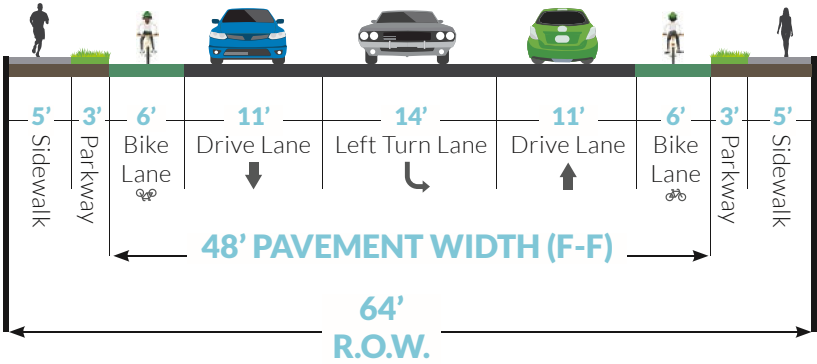 5’ 3’ 6’ 11’ 14’ 11’ 6’ 3’ 5’
Sidewalk
Parkway
Bike
Lane
Drive Lane
Left Turn Lane
Drive Lane
Bike
Lane
Parkway
Sidewalk
48’ PAVEMENT WIDTH (F-F)
64’
R.O.W.